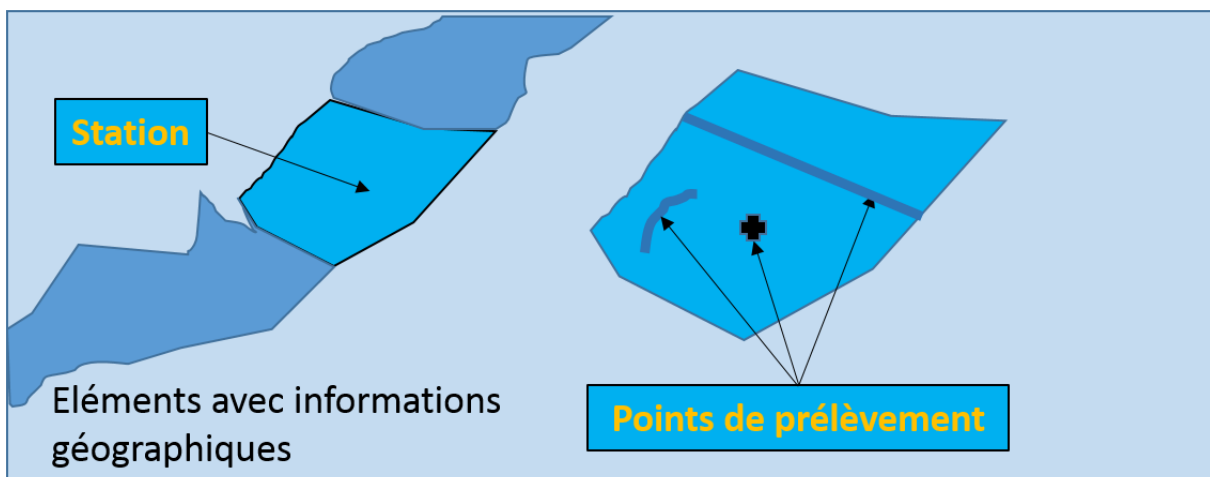 Station
Eléments avec informations
géographiques
Points de prélèvement